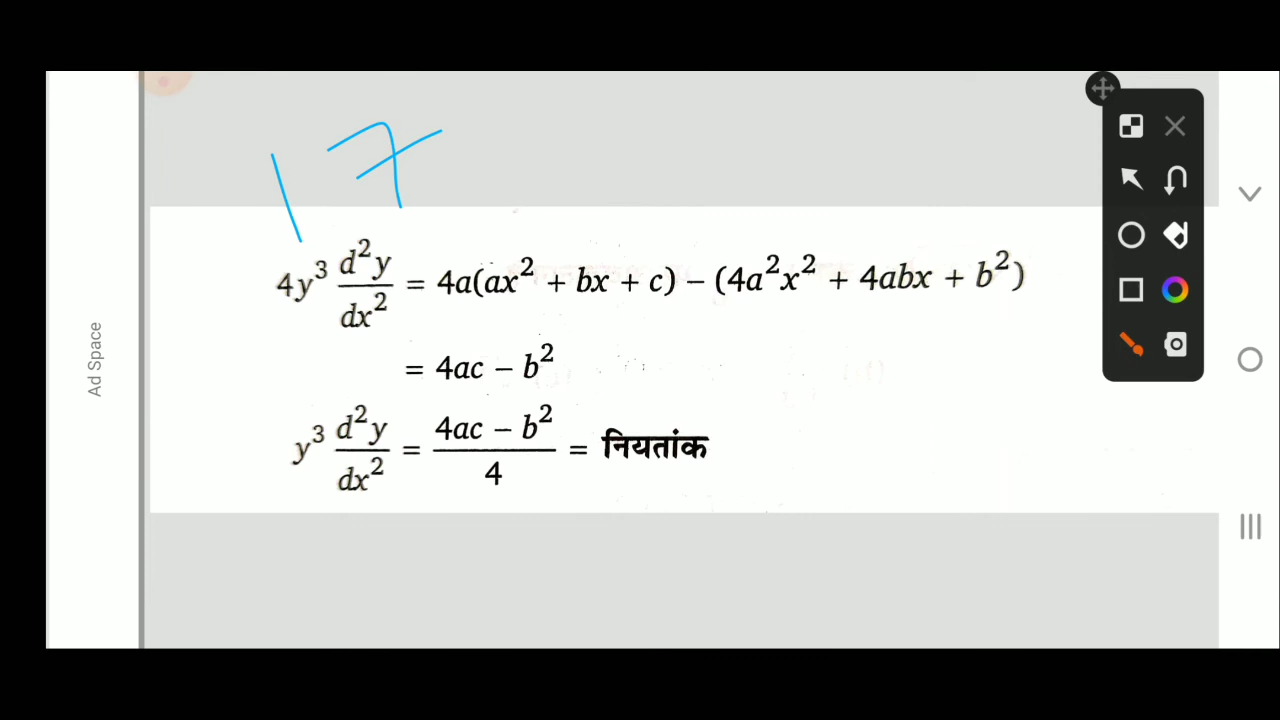 17
4y³ d²y/dx² = 4a(ax² + bx + c) − (4a²x² + 4abx + b²)
= 4ac − b²
y³ d²y/dx² = (4ac − b²)/4 = नियतांक
Ad Space